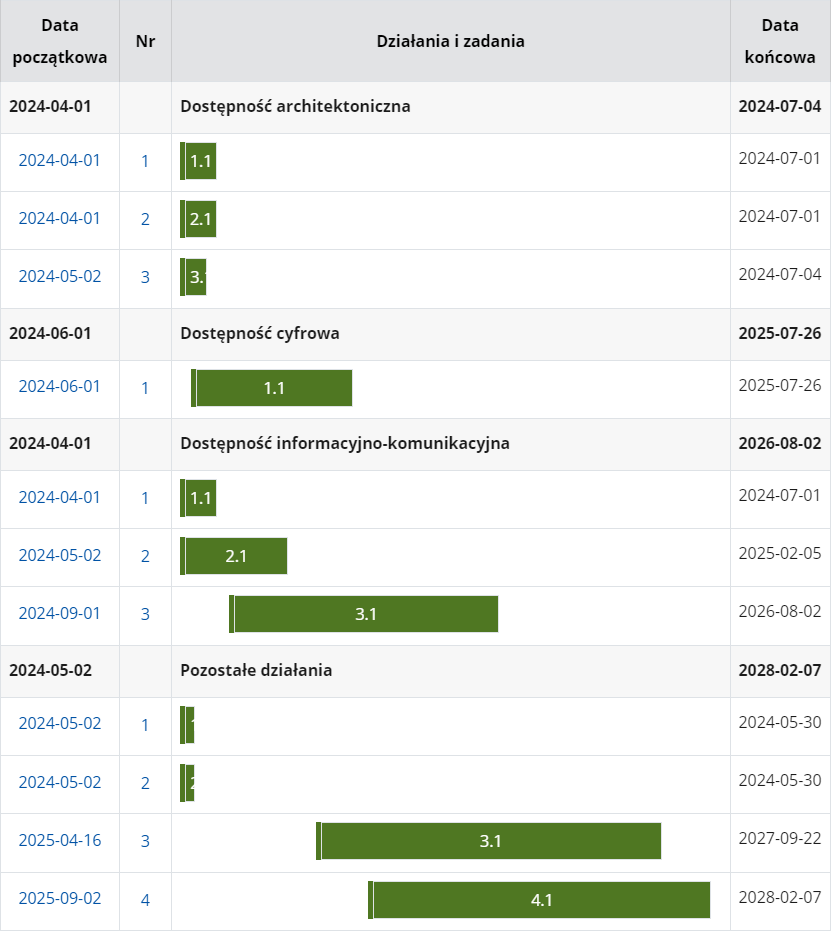 Data początkowa
Nr
Działania i zadania
Data końcowa
2024-04-01 Dostępność architektoniczna 2024-07-04
2024-04-01 1 1.1 2024-07-01
2024-04-01 2 2.1 2024-07-01
2024-05-02 3 3. 2024-07-04
2024-06-01 Dostępność cyfrowa 2025-07-26
2024-06-01 1 1.1 2025-07-26
2024-04-01 Dostępność informacyjno-komunikacyjna 2026-08-02
2024-04-01 1 1.1 2024-07-01
2024-05-02 2 2.1 2025-02-05
2024-09-01 3 3.1 2026-08-02
2024-05-02 Pozostałe działania 2028-02-07
2024-05-02 1 2024-05-30
2024-05-02 2 2024-05-30
2025-04-16 3 3.1 2027-09-22
2025-09-02 4 4.1 2028-02-07